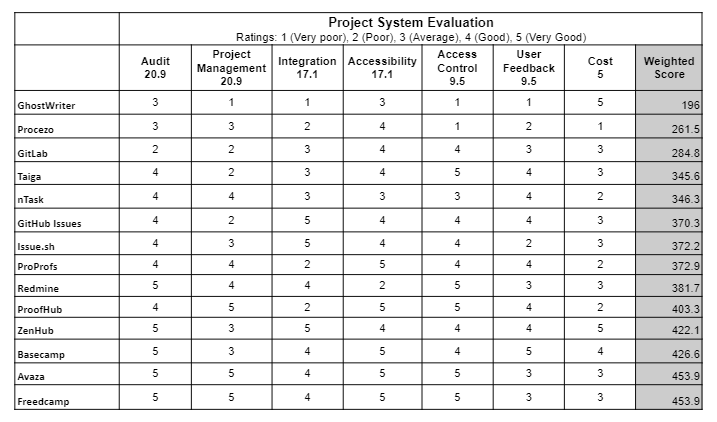 Project System Evaluation
Ratings: 1 (Very poor), 2 (Poor), 3 (Average), 4 (Good), 5 (Very Good)
Audit 20.9 Project Management 20.9 Integration 17.1 Accessibility 17.1 Access Control 9.5 User Feedback 9.5 Cost 5 Weighted Score
GhostWriter 3 1 1 3 1 1 5 196
Procezo 3 3 2 4 1 2 1 261.5
GitLab 2 2 3 4 4 3 3 284.8
Taiga 4 2 3 4 5 4 3 345.6
nTask 4 4 3 3 3 4 2 346.3
GitHub Issues 4 2 5 4 4 4 3 370.3
Issue.sh 4 3 5 4 4 2 3 372.2
ProProfs 4 4 2 5 4 4 2 372.9
Redmine 5 4 4 2 5 3 3 381.7
ProofHub 4 5 2 5 5 4 2 403.3
ZenHub 5 3 5 4 4 4 5 422.1
Basecamp 5 3 4 5 4 5 4 426.6
Avaza 5 5 4 5 5 3 3 453.9
Freedcamp 5 5 4 5 5 3 3 453.9